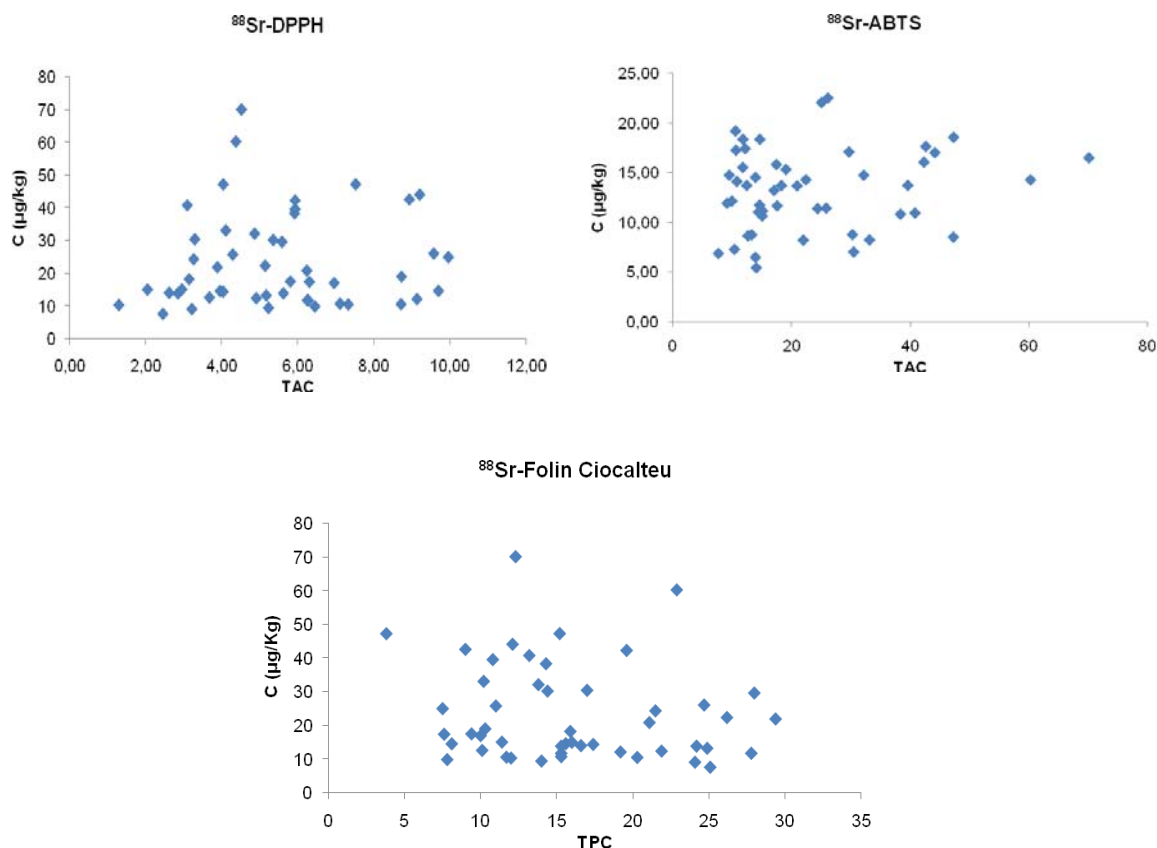 ⁸⁸Sr-DPPH
C (µg/kg)
80
70
60
50
40
30
20
10
0
0,00 2,00 4,00 6,00 8,00 10,00 12,00
TAC
⁸⁸Sr-ABTS
C (µg/kg)
25,00
20,00
15,00
10,00
5,00
0,00
0 20 40 60 80
TAC
⁸⁸Sr-Folin Ciocalteu
C (µg/Kg)
80
70
60
50
40
30
20
10
0
0 5 10 15 20 25 30 35
TPC